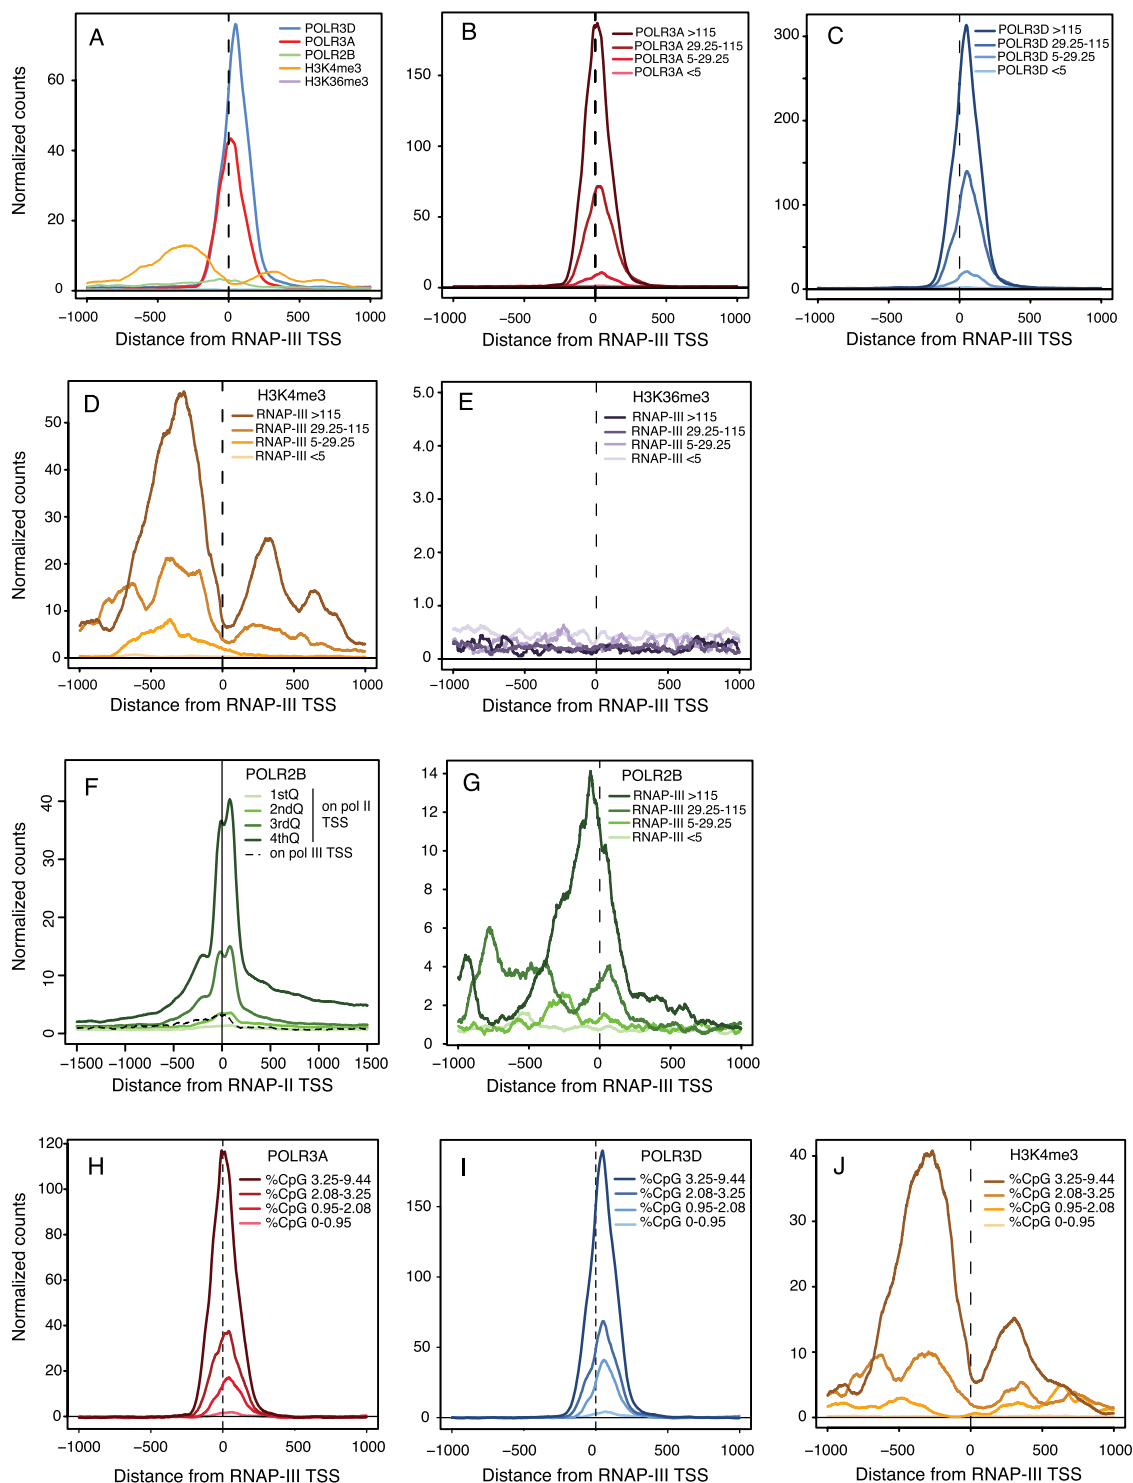 A
POLR3D
POLR3A
POLR2B
H3K4me3
H3K36me3
Normalized counts
60
40
20
0
−1000 −500 0 500 1000
Distance from RNAP-III TSS
B
POLR3A >115
POLR3A 29.25-115
POLR3A 5-29.25
POLR3A <5
150
100
50
0
−1000 −500 0 500 1000
Distance from RNAP-III TSS
C
POLR3D >115
POLR3D 29.25-115
POLR3D 5-29.25
POLR3D <5
300
200
100
0
−1000 −500 0 500 1000
Distance from RNAP-III TSS
D
H3K4me3
RNAP-III >115
RNAP-III 29.25-115
RNAP-III 5-29.25
RNAP-III <5
Normalized counts
50
40
30
20
10
0
−1000 −500 0 500 1000
Distance from RNAP-III TSS
E
H3K36me3
RNAP-III >115
RNAP-III 29.25-115
RNAP-III 5-29.25
RNAP-III <5
5.0
4.0
3.0
2.0
1.0
0
−1000 −500 0 500 1000
Distance from RNAP-III TSS
F
POLR2B
1stQ
2ndQ
3rdQ
4thQ
on pol II
TSS
on pol III TSS
Normalized counts
40
30
20
10
0
−1500 −1000 −500 0 500 1000 1500
Distance from RNAP-II TSS
G
POLR2B
RNAP-III >115
RNAP-III 29.25-115
RNAP-III 5-29.25
RNAP-III <5
14
12
10
8
6
4
2
0
−1000 −500 0 500 1000
Distance from RNAP-III TSS
H
POLR3A
%CpG 3.25-9.44
%CpG 2.08-3.25
%CpG 0.95-2.08
%CpG 0-0.95
Normalized counts
120
100
80
60
40
20
0
−1000 −500 0 500 1000
Distance from RNAP-III TSS
I
POLR3D
%CpG 3.25-9.44
%CpG 2.08-3.25
%CpG 0.95-2.08
%CpG 0-0.95
150
100
50
0
−1000 −500 0 500 1000
Distance from RNAP-III TSS
J
H3K4me3
%CpG 3.25-9.44
%CpG 2.08-3.25
%CpG 0.95-2.08
%CpG 0-0.95
40
30
20
10
0
−1000 −500 0 500 1000
Distance from RNAP-III TSS